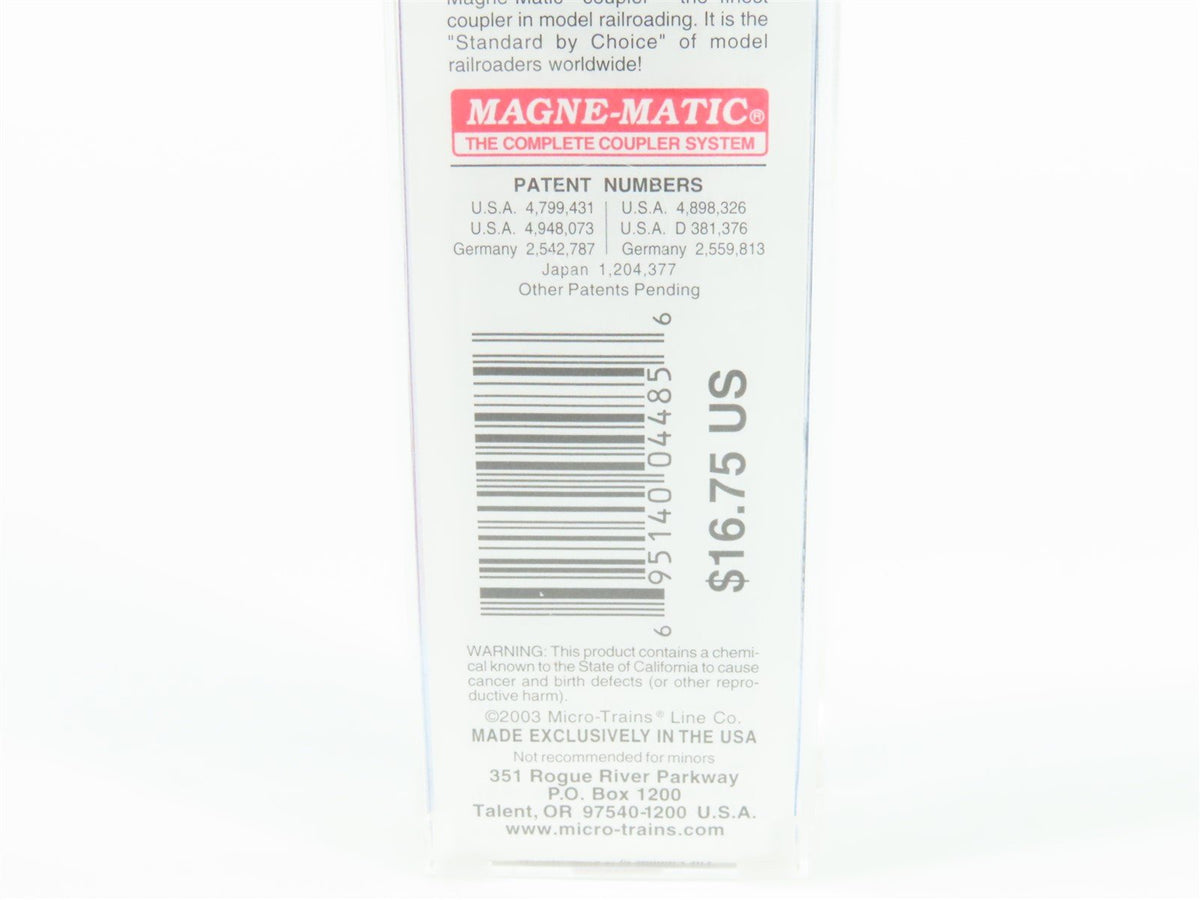 Magne-Matic® coupler - the finest
coupler in model railroading. It is the
"Standard by Choice" of model
railroaders worldwide!
MAGNE-MATIC®
THE COMPLETE COUPLER SYSTEM
PATENT NUMBERS
U.S.A. 4,799,431 U.S.A. 4,898,326
U.S.A. 4,948,073 U.S.A. D 381,376
Germany 2,542,787 Germany 2,559,813
Japan 1,204,377
Other Patents Pending
6 95140 04485 6
$16.75 US
WARNING: This product contains a chemi-
cal known to the State of California to cause
cancer and birth defects (or other repro-
ductive harm).
©2003 Micro-Trains® Line Co.
MADE EXCLUSIVELY IN THE USA
Not recommended for minors
351 Rogue River Parkway
P.O. Box 1200
Talent, OR 97540-1200 U.S.A.
www.micro-trains.com